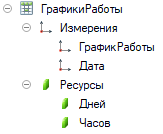 ГрафикиРаботы
Измерения
ГрафикРаботы
Дата
Ресурсы
Дней
Часов